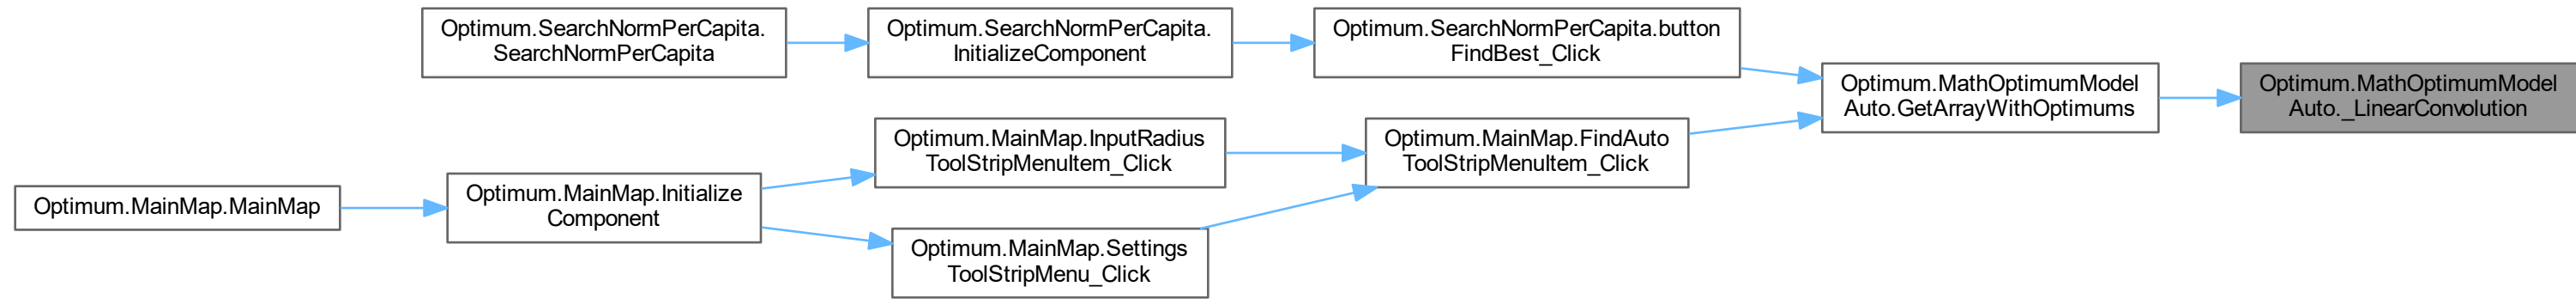 Optimum.SearchNormPerCapita.
SearchNormPerCapita
Optimum.SearchNormPerCapita.
InitializeComponent
Optimum.SearchNormPerCapita.button
FindBest_Click
Optimum.MathOptimumModel
Auto.GetArrayWithOptimums
Optimum.MathOptimumModel
Auto._LinearConvolution
Optimum.MainMap.InputRadius
ToolStripMenuItem_Click
Optimum.MainMap.FindAuto
ToolStripMenuItem_Click
Optimum.MainMap.MainMap
Optimum.MainMap.Initialize
Component
Optimum.MainMap.Settings
ToolStripMenu_Click